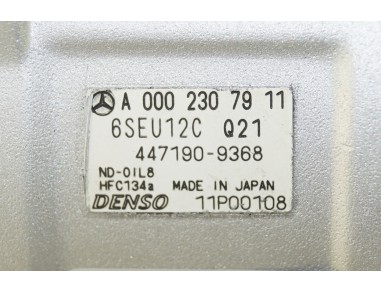 A 000 230 79 11
6SEU12C Q21
447190-9368
ND-OIL8
HFC134a MADE IN JAPAN
DENSO 11P00108